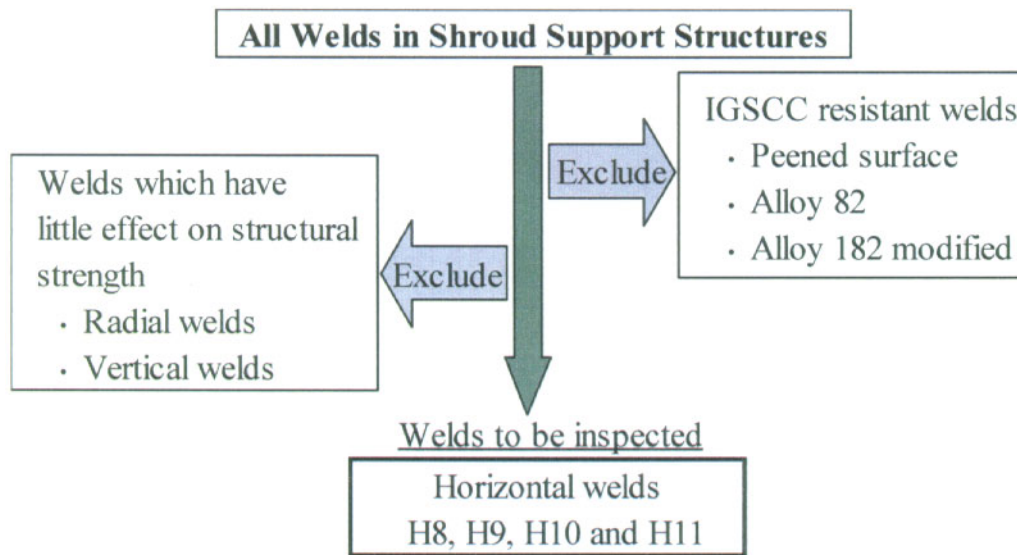 All Welds in Shroud Support Structures
IGSCC resistant welds
· Peened surface
· Alloy 82
· Alloy 182 modified
Exclude
Welds which have
little effect on structural
strength
· Radial welds
· Vertical welds
Exclude
Welds to be inspected
Horizontal welds
H8, H9, H10 and H11